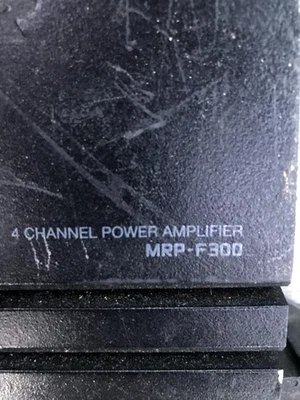 4 CHANNEL POWER AMPLIFIER
MRP-F300